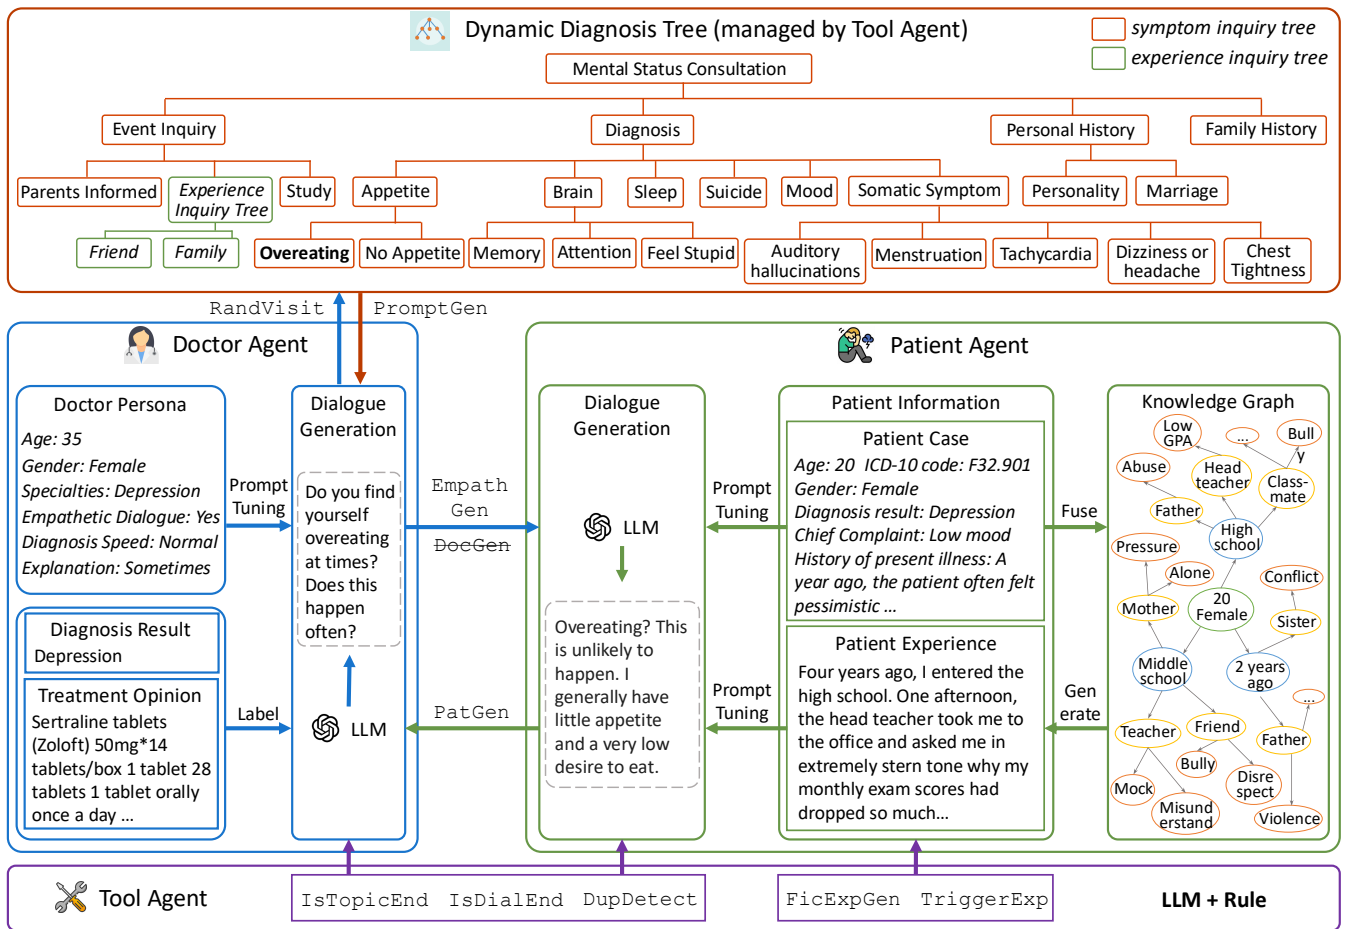 Dynamic Diagnosis Tree (managed by Tool Agent)
symptom inquiry tree
experience inquiry tree
Mental Status Consultation
Event Inquiry
Diagnosis
Personal History
Family History
Parents Informed
Experience
Inquiry Tree
Study
Appetite
Brain
Sleep
Suicide
Mood
Somatic Symptom
Personality
Marriage
Friend
Family
Overeating
No Appetite
Memory
Attention
Feel Stupid
Auditory
hallucinations
Menstruation
Tachycardia
Dizziness or
headache
Chest
Tightness
RandVisit
PromptGen
Doctor Agent
Doctor Persona
Age: 35
Gender: Female
Specialties: Depression
Empathetic Dialogue: Yes
Diagnosis Speed: Normal
Explanation: Sometimes
Prompt
Tuning
Diagnosis Result
Depression
Treatment Opinion
Sertraline tablets
(Zoloft) 50mg*14
tablets/box 1 tablet 28
tablets 1 tablet orally
once a day ...
Label
Dialogue
Generation
Do you find
yourself
overeating
at times?
Does this
happen
often?
LLM
Empath
Gen
DocGen
PatGen
Patient Agent
Dialogue
Generation
LLM
Overeating? This
is unlikely to
happen. I
generally have
little appetite
and a very low
desire to eat.
Prompt
Tuning
Prompt
Tuning
Patient Information
Patient Case
Age: 20 ICD-10 code: F32.901
Gender: Female
Diagnosis result: Depression
Chief Complaint: Low mood
History of present illness: A
year ago, the patient often felt
pessimistic ...
Patient Experience
Four years ago, I entered the
high school. One afternoon,
the head teacher took me to
the office and asked me in
extremely stern tone why my
monthly exam scores had
dropped so much...
Fuse
Gen
erate
Knowledge Graph
Low
GPA
...
Bull
y
Abuse
Head
teacher
Class-
mate
Father
High
school
Pressure
Alone
Conflict
Mother
20
Female
Sister
Middle
school
2 years
ago
...
Teacher
Friend
Father
Bully
Mock
Disre
spect
Misund
erstand
Violence
Tool Agent
IsTopicEnd IsDialEnd DupDetect
FicExpGen TriggerExp
LLM + Rule